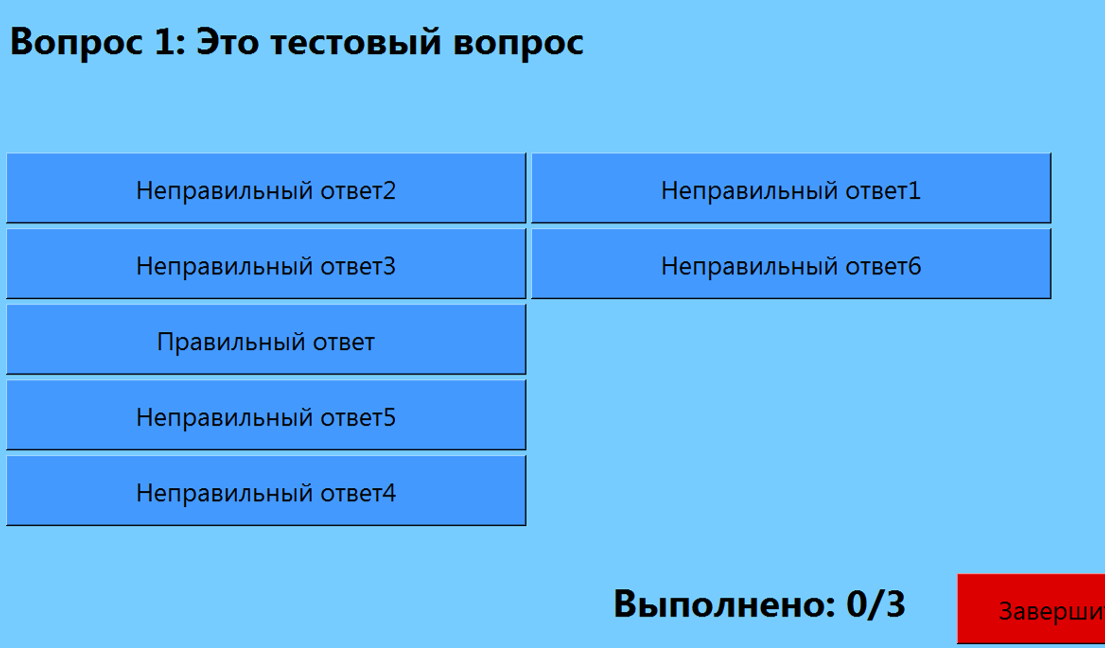 Вопрос 1: Это тестовый вопрос
Неправильный ответ2
Неправильный ответ1
Неправильный ответ3
Неправильный ответ6
Правильный ответ
Неправильный ответ5
Неправильный ответ4
Выполнено: 0/3
Заверши